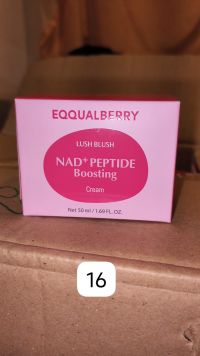 EQQUALBERRY
LUSH BLUSH
NAD⁺ PEPTIDE
Boosting
Cream
Net 50 ml / 1.69 FL. OZ.
16